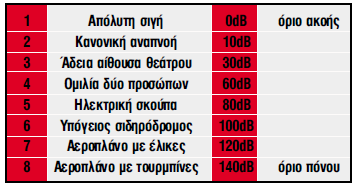 1 Απόλυτη σιγή 0dB όριο ακοής
2 Κανονική αναπνοή 10dB
3 Άδεια αίθουσα θεάτρου 30dB
4 Ομιλία δύο προσώπων 60dB
5 Ηλεκτρική σκούπα 80dB
6 Υπόγειος σιδηρόδρομος 100dB
7 Αεροπλάνο με έλικες 120dB
8 Αεροπλάνο με τουρμπίνες 140dB όριο πόνου